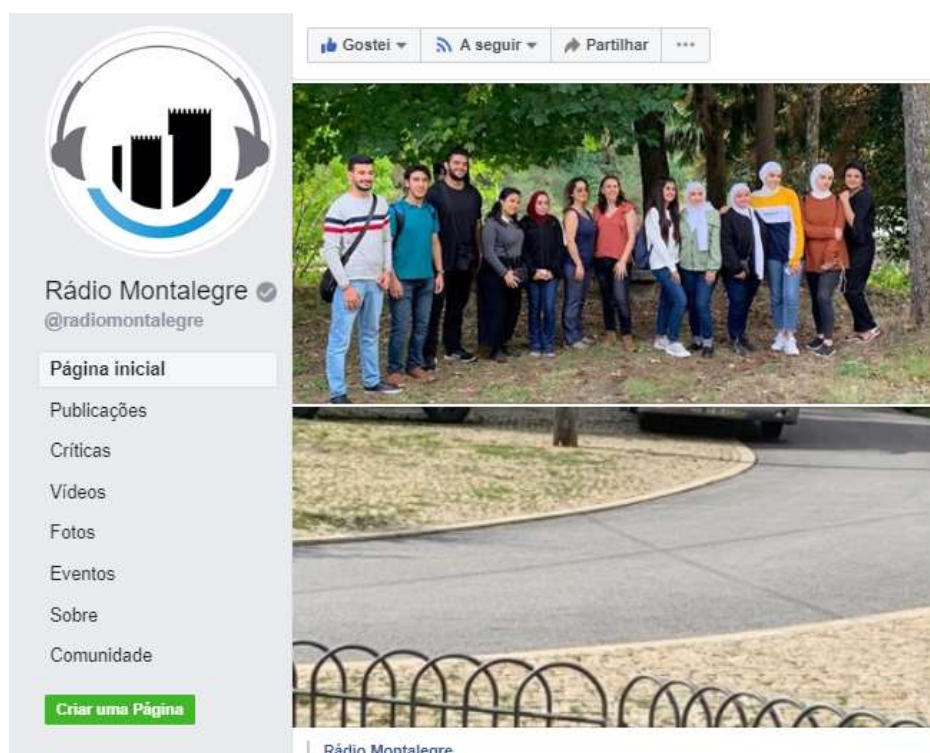 Gostei
A seguir
Partilhar
Rádio Montalegre
@radiomontalegre
Página inicial
Publicações
Críticas
Vídeos
Fotos
Eventos
Sobre
Comunidade
Criar uma Página
Rádio Montalegre